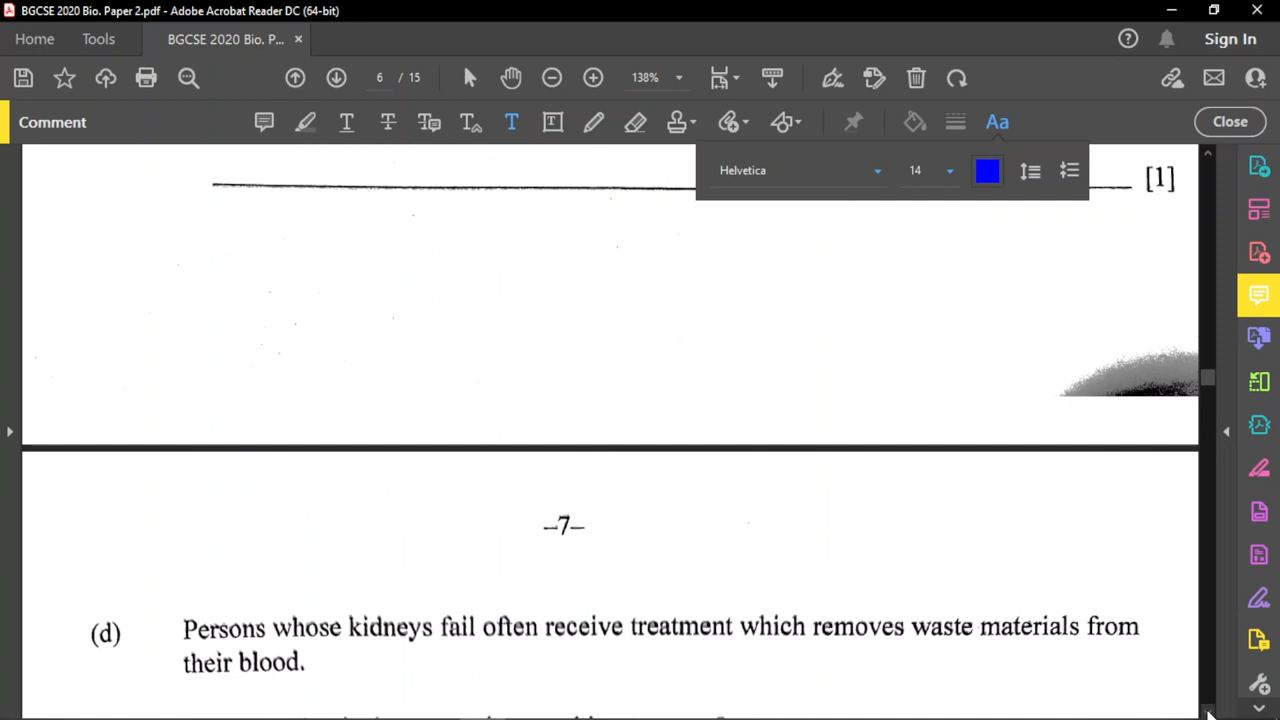 BGCSE 2020 Bio. Paper 2.pdf - Adobe Acrobat Reader DC (64-bit)
Home Tools BGCSE 2020 Bio. P... × Sign In
6 / 15 138%
Comment Close
Helvetica 14
[1]
–7–
(d) Persons whose kidneys fail often receive treatment which removes waste materials from
their blood.